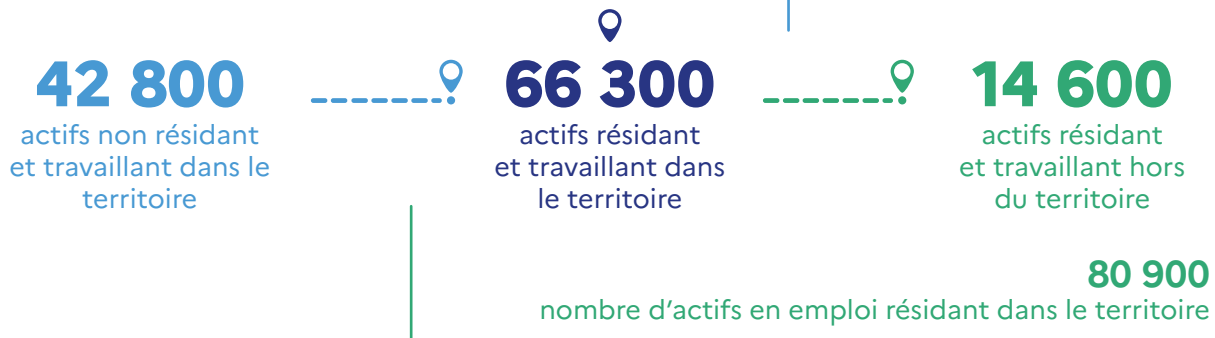 42 800
actifs non résidant
et travaillant dans le
territoire
66 300
actifs résidant
et travaillant dans
le territoire
14 600
actifs résidant
et travaillant hors
du territoire
80 900
nombre d’actifs en emploi résidant dans le territoire